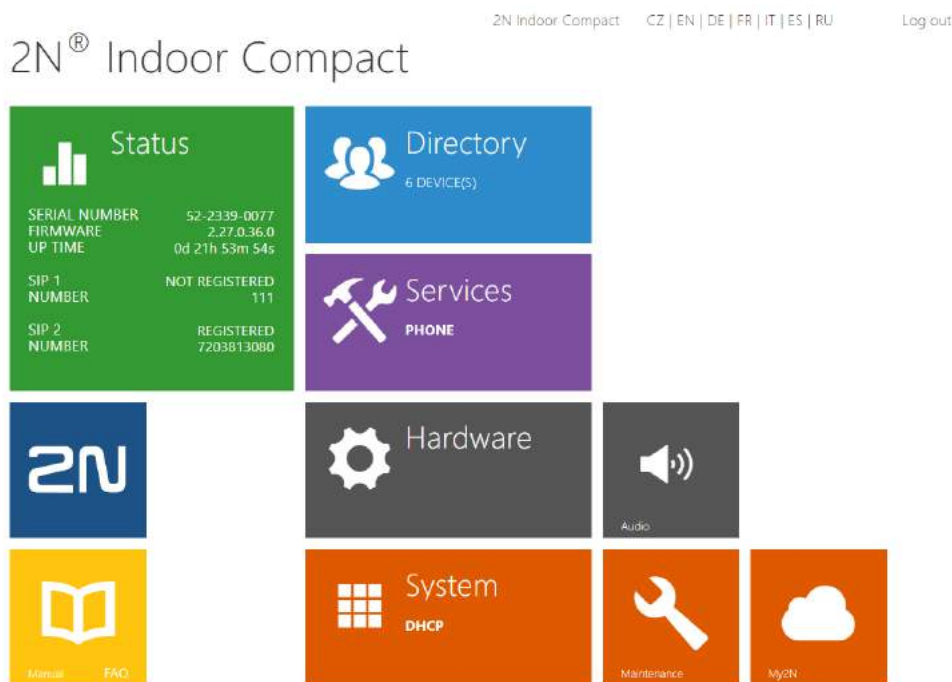 2N Indoor Compact CZ | EN | DE | FR | IT | ES | RU Log out
2N® Indoor Compact
Status
SERIAL NUMBER 52-2339-0077
FIRMWARE 2.27.0.36.0
UP TIME 0d 21h 53m 54s
SIP 1 NOT REGISTERED
NUMBER 111
SIP 2 REGISTERED
NUMBER 7203813080
Directory
6 DEVICE(S)
Services
PHONE
2N
Hardware
Audio
Manual FAQ
System
DHCP
Maintenance
My2N